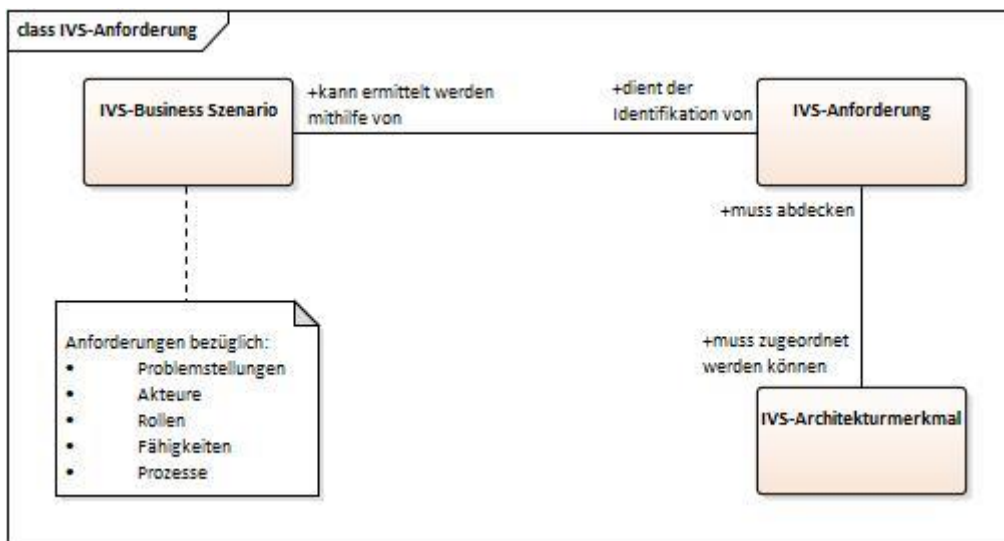 class IVS-Anforderung
IVS-Business Szenario
+kann ermittelt werden
mithilfe von
+dient der
Identifikation von
IVS-Anforderung
+muss abdecken
+muss zugeordnet
werden können
IVS-Architekturmerkmal
Anforderungen bezüglich:
• Problemstellungen
• Akteure
• Rollen
• Fähigkeiten
• Prozesse